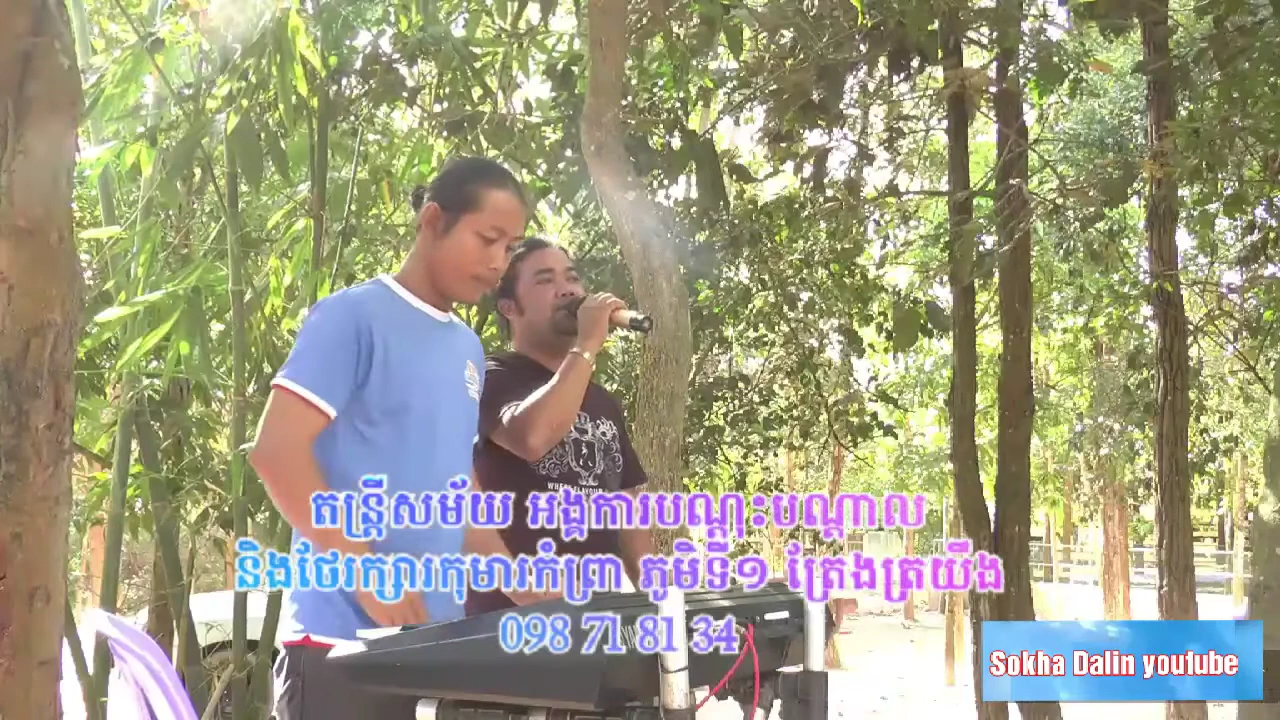 តន្ត្រីសម័យ អង្គការបណ្តុះបណ្តាល
និងថែរក្សារកុមារកំព្រា ភូមិទី១ ត្រែងត្រយឹង
098 71 81 34
Sokha Dalin youtube